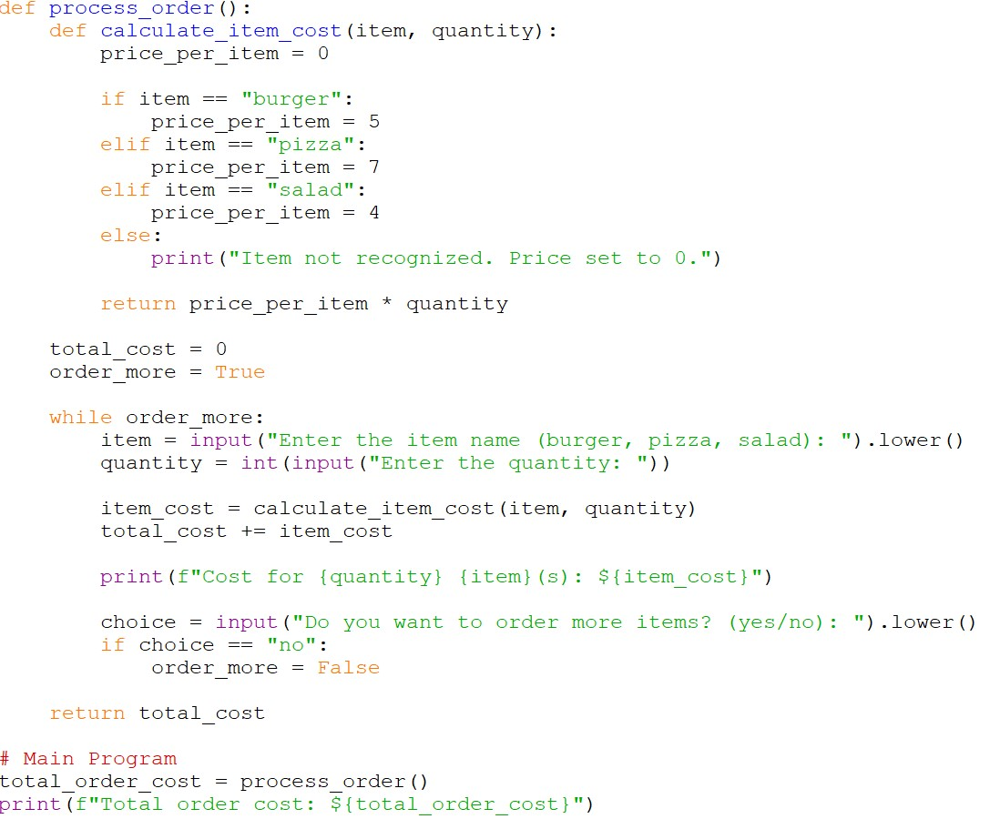 def process_order():
    def calculate_item_cost(item, quantity):
        price_per_item = 0

        if item == "burger":
            price_per_item = 5
        elif item == "pizza":
            price_per_item = 7
        elif item == "salad":
            price_per_item = 4
        else:
            print("Item not recognized. Price set to 0.")

        return price_per_item * quantity

    total_cost = 0
    order_more = True

    while order_more:
        item = input("Enter the item name (burger, pizza, salad): ").lower()
        quantity = int(input("Enter the quantity: "))

        item_cost = calculate_item_cost(item, quantity)
        total_cost += item_cost

        print(f"Cost for {quantity} {item}(s): ${item_cost}")

        choice = input("Do you want to order more items? (yes/no): ").lower()
        if choice == "no":
            order_more = False

    return total_cost

# Main Program
total_order_cost = process_order()
print(f"Total order cost: ${total_order_cost}")